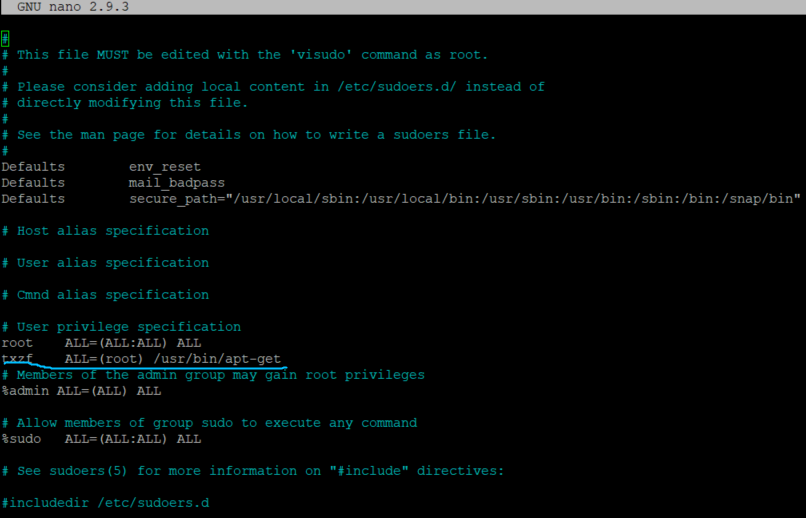 GNU nano 2.9.3
#
# This file MUST be edited with the 'visudo' command as root.
#
# Please consider adding local content in /etc/sudoers.d/ instead of
# directly modifying this file.
#
# See the man page for details on how to write a sudoers file.
#
Defaults        env_reset
Defaults        mail_badpass
Defaults        secure_path="/usr/local/sbin:/usr/local/bin:/usr/sbin:/usr/bin:/sbin:/bin:/snap/bin"
# Host alias specification
# User alias specification
# Cmnd alias specification
# User privilege specification
root    ALL=(ALL:ALL) ALL
txzf    ALL=(root) /usr/bin/apt-get
# Members of the admin group may gain root privileges
%admin ALL=(ALL) ALL
# Allow members of group sudo to execute any command
%sudo   ALL=(ALL:ALL) ALL
# See sudoers(5) for more information on "#include" directives:
#includedir /etc/sudoers.d